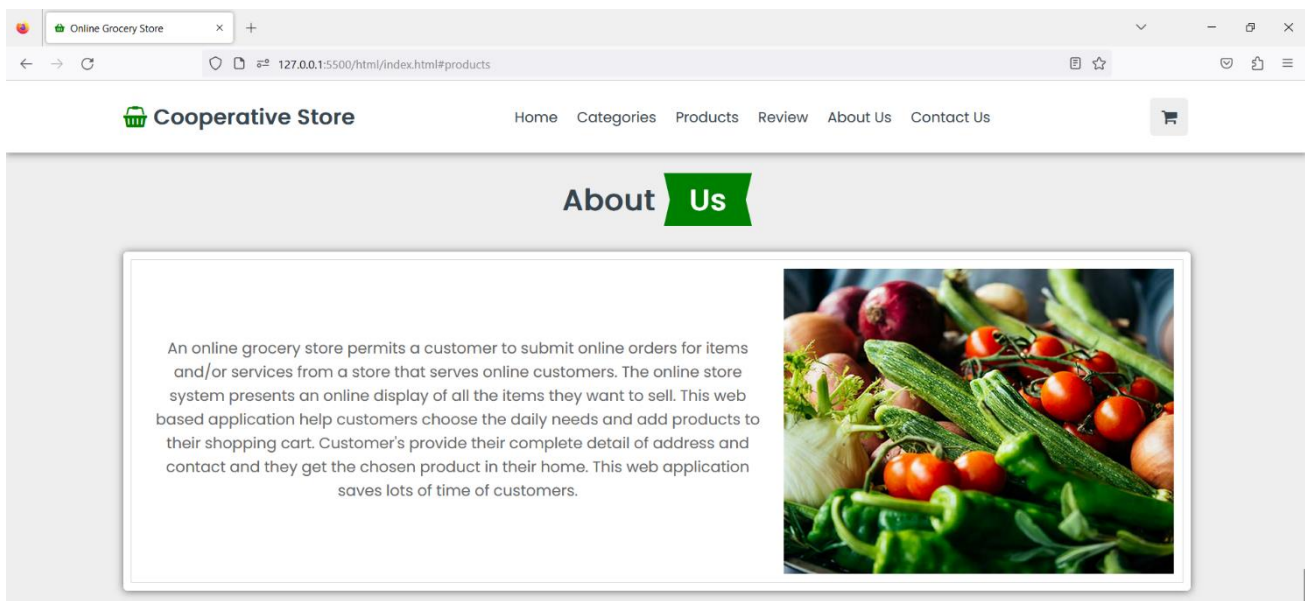 Online Grocery Store
127.0.0.1:5500/html/index.html#products
Cooperative Store
Home Categories Products Review About Us Contact Us
About Us
An online grocery store permits a customer to submit online orders for items
and/or services from a store that serves online customers. The online store
system presents an online display of all the items they want to sell. This web
based application help customers choose the daily needs and add products to
their shopping cart. Customer's provide their complete detail of address and
contact and they get the chosen product in their home. This web application
saves lots of time of customers.